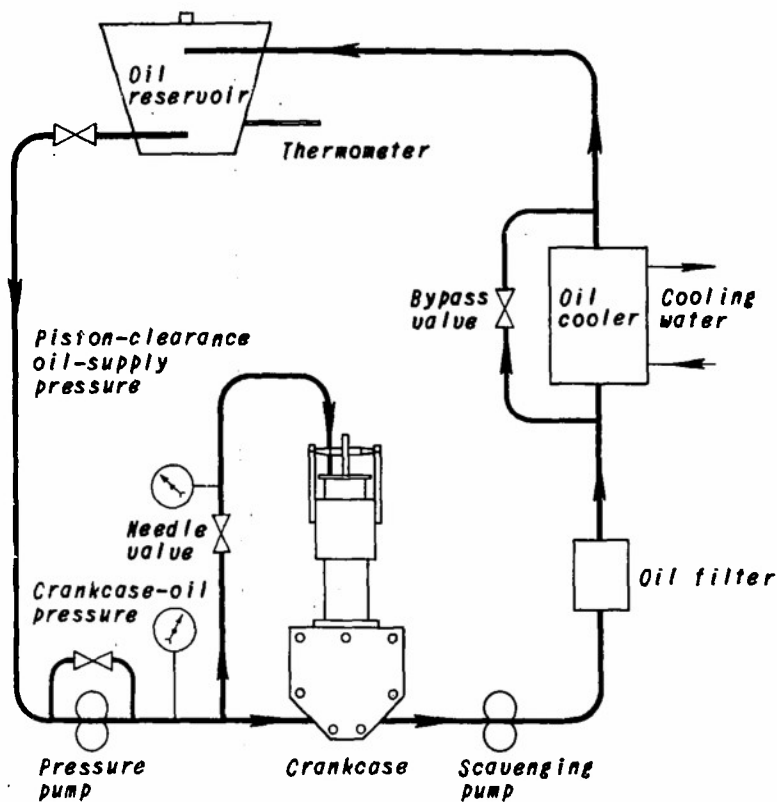 Oil
reservoir
Thermometer
Bypass
valve
Oil
cooler
Cooling
water
Piston-clearance
oil-supply
pressure
Needle
valve
Oil filter
Crankcase-oil
pressure
Pressure
pump
Crankcase
Scavenging
pump